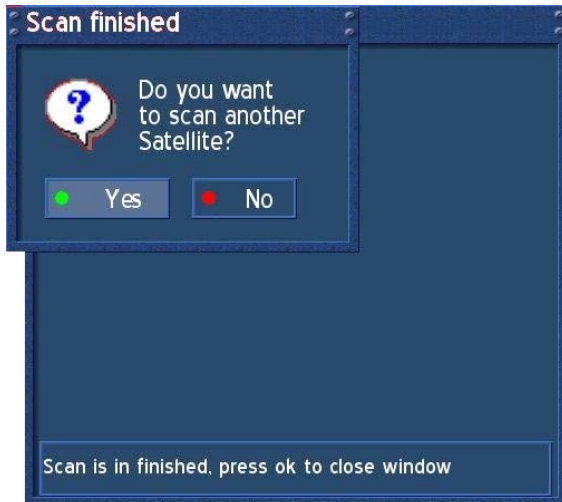 Scan finished
Do you want
to scan another
Satellite?
Yes
No
Scan is in finished, press ok to close window